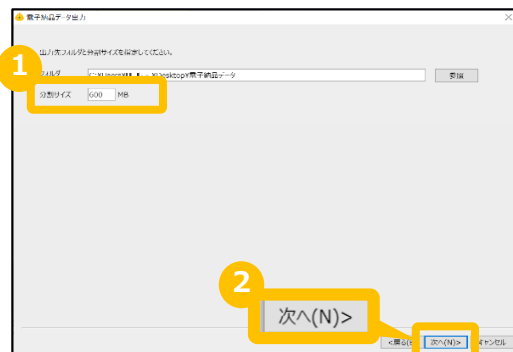 電子納品データ出力
出力先フォルダと分割サイズを指定してください。
1
フォルダ ¥Desktop¥電子納品データ 参照
分割サイズ 600 MB
2
次へ(N)>
<戻る( 次へ(N)> キャンセル